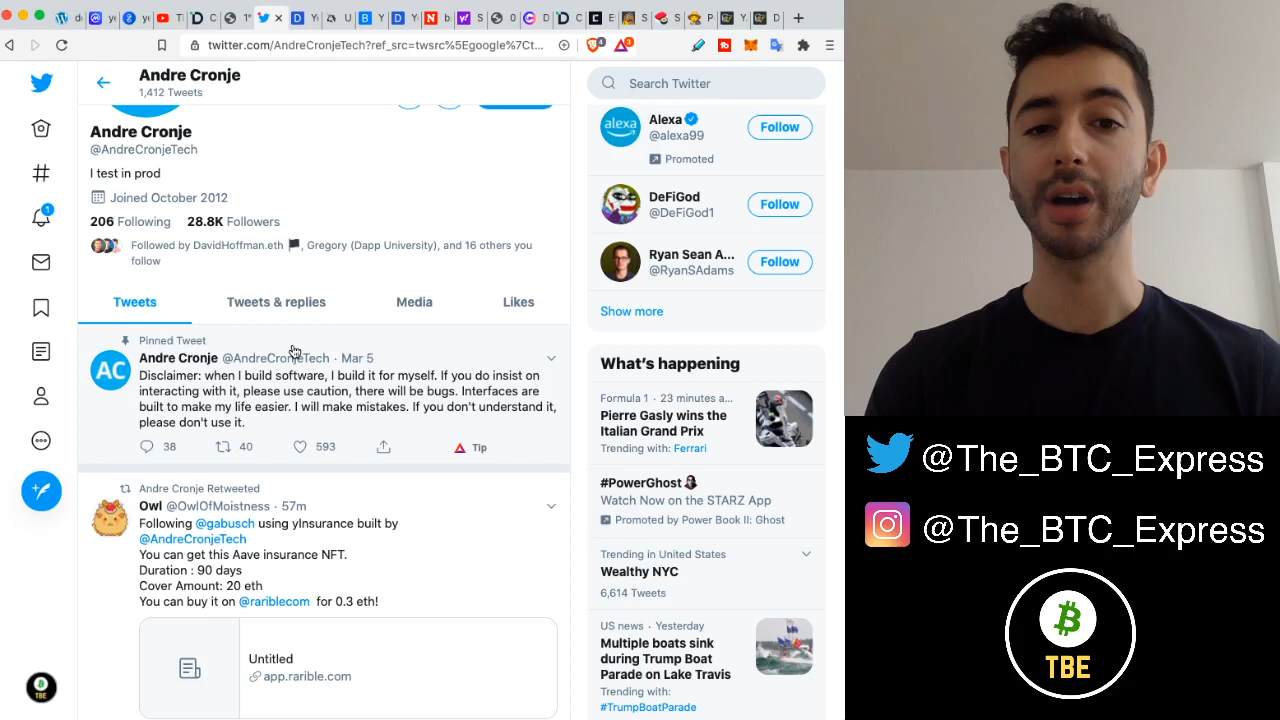 twitter.com/AndreCronjeTech?ref_src=twsrc%5Egoogle%7Ct...
Andre Cronje
1,412 Tweets
Andre Cronje
@AndreCronjeTech
I test in prod
Joined October 2012
206 Following 28.8K Followers
Followed by DavidHoffman.eth 🏴, Gregory (Dapp University), and 16 others you
follow
Tweets Tweets & replies Media Likes
Pinned Tweet
Andre Cronje @AndreCronjeTech · Mar 5
Disclaimer: when I build software, I build it for myself. If you do insist on
interacting with it, please use caution, there will be bugs. Interfaces are
built to make my life easier. I will make mistakes. If you don't understand it,
please don't use it.
AC
38 40 593 Tip
Andre Cronje Retweeted
Owl @OwlOfMoistness · 57m
Following @gabusch using yInsurance built by
@AndreCronjeTech
You can get this Aave insurance NFT.
Duration : 90 days
Cover Amount: 20 eth
You can buy it on @rariblecom for 0.3 eth!
Untitled
app.rarible.com
1
TBE
Search Twitter
alexa
Alexa
@alexa99
Follow
Promoted
DeFiGod
@DeFiGod1
Follow
Ryan Sean A...
@RyanSAdams
Follow
Show more
What's happening
Formula 1 · 23 minutes a...
Pierre Gasly wins the
Italian Grand Prix
Trending with: Ferrari
#PowerGhost
Watch Now on the STARZ App
Promoted by Power Book II: Ghost
Trending in United States
Wealthy NYC
6,614 Tweets
US news · Yesterday
Multiple boats sink
during Trump Boat
Parade on Lake Travis
Trending with:
#TrumpBoatParade
@The_BTC_Express
@The_BTC_Express
TBE